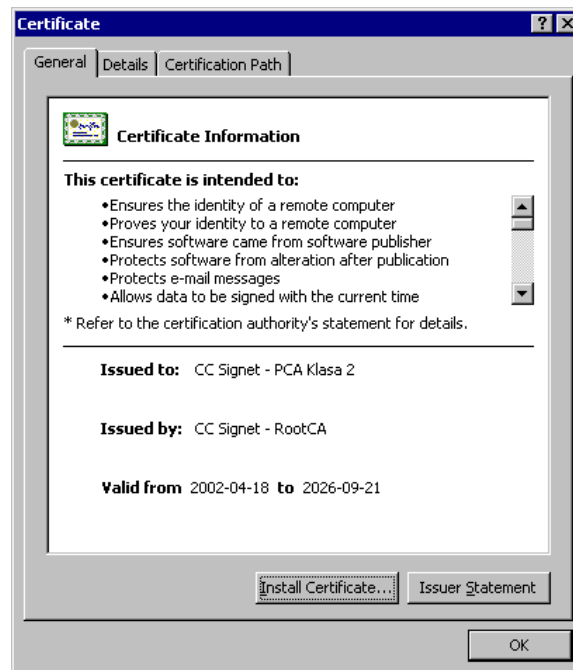 Certificate
General Details Certification Path
Certificate Information
This certificate is intended to:
•Ensures the identity of a remote computer
•Proves your identity to a remote computer
•Ensures software came from software publisher
•Protects software from alteration after publication
•Protects e-mail messages
•Allows data to be signed with the current time
* Refer to the certification authority's statement for details.
Issued to: CC Signet - PCA Klasa 2
Issued by: CC Signet - RootCA
Valid from 2002-04-18 to 2026-09-21
Install Certificate... Issuer Statement
OK